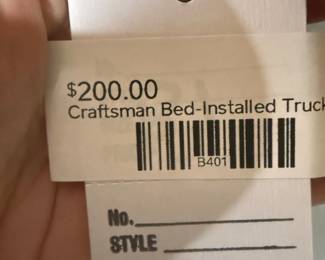 $200.00
Craftsman Bed-Installed Truck
B401
No.
STYLE